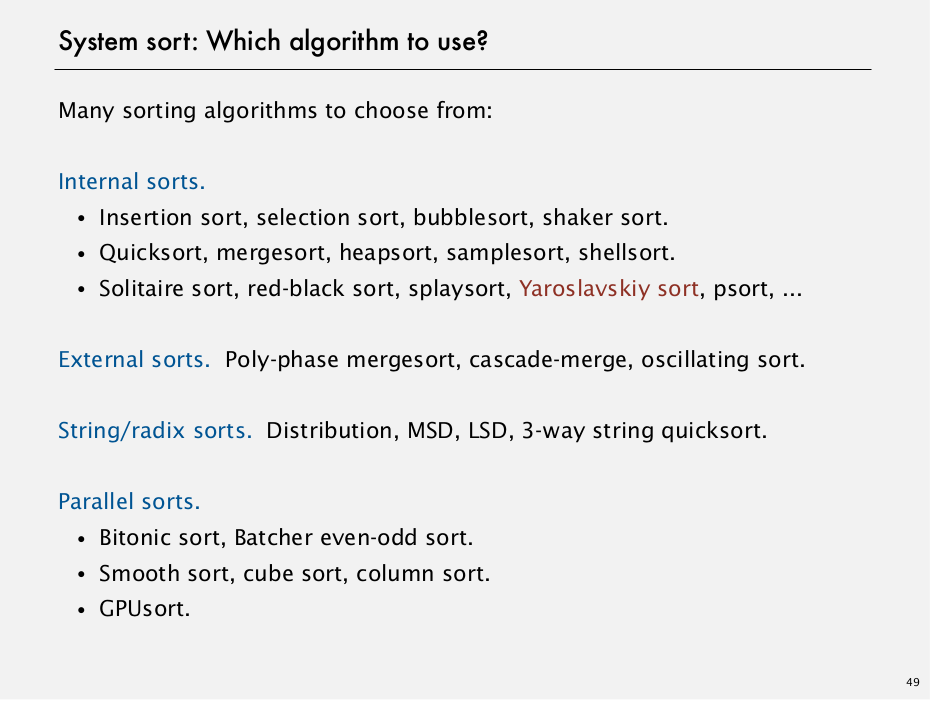 System sort: Which algorithm to use?
Many sorting algorithms to choose from:
Internal sorts.
• Insertion sort, selection sort, bubblesort, shaker sort.
• Quicksort, mergesort, heapsort, samplesort, shellsort.
• Solitaire sort, red-black sort, splaysort, Yaroslavskiy sort, psort, ...
External sorts. Poly-phase mergesort, cascade-merge, oscillating sort.
String/radix sorts. Distribution, MSD, LSD, 3-way string quicksort.
Parallel sorts.
• Bitonic sort, Batcher even-odd sort.
• Smooth sort, cube sort, column sort.
• GPUsort.
49